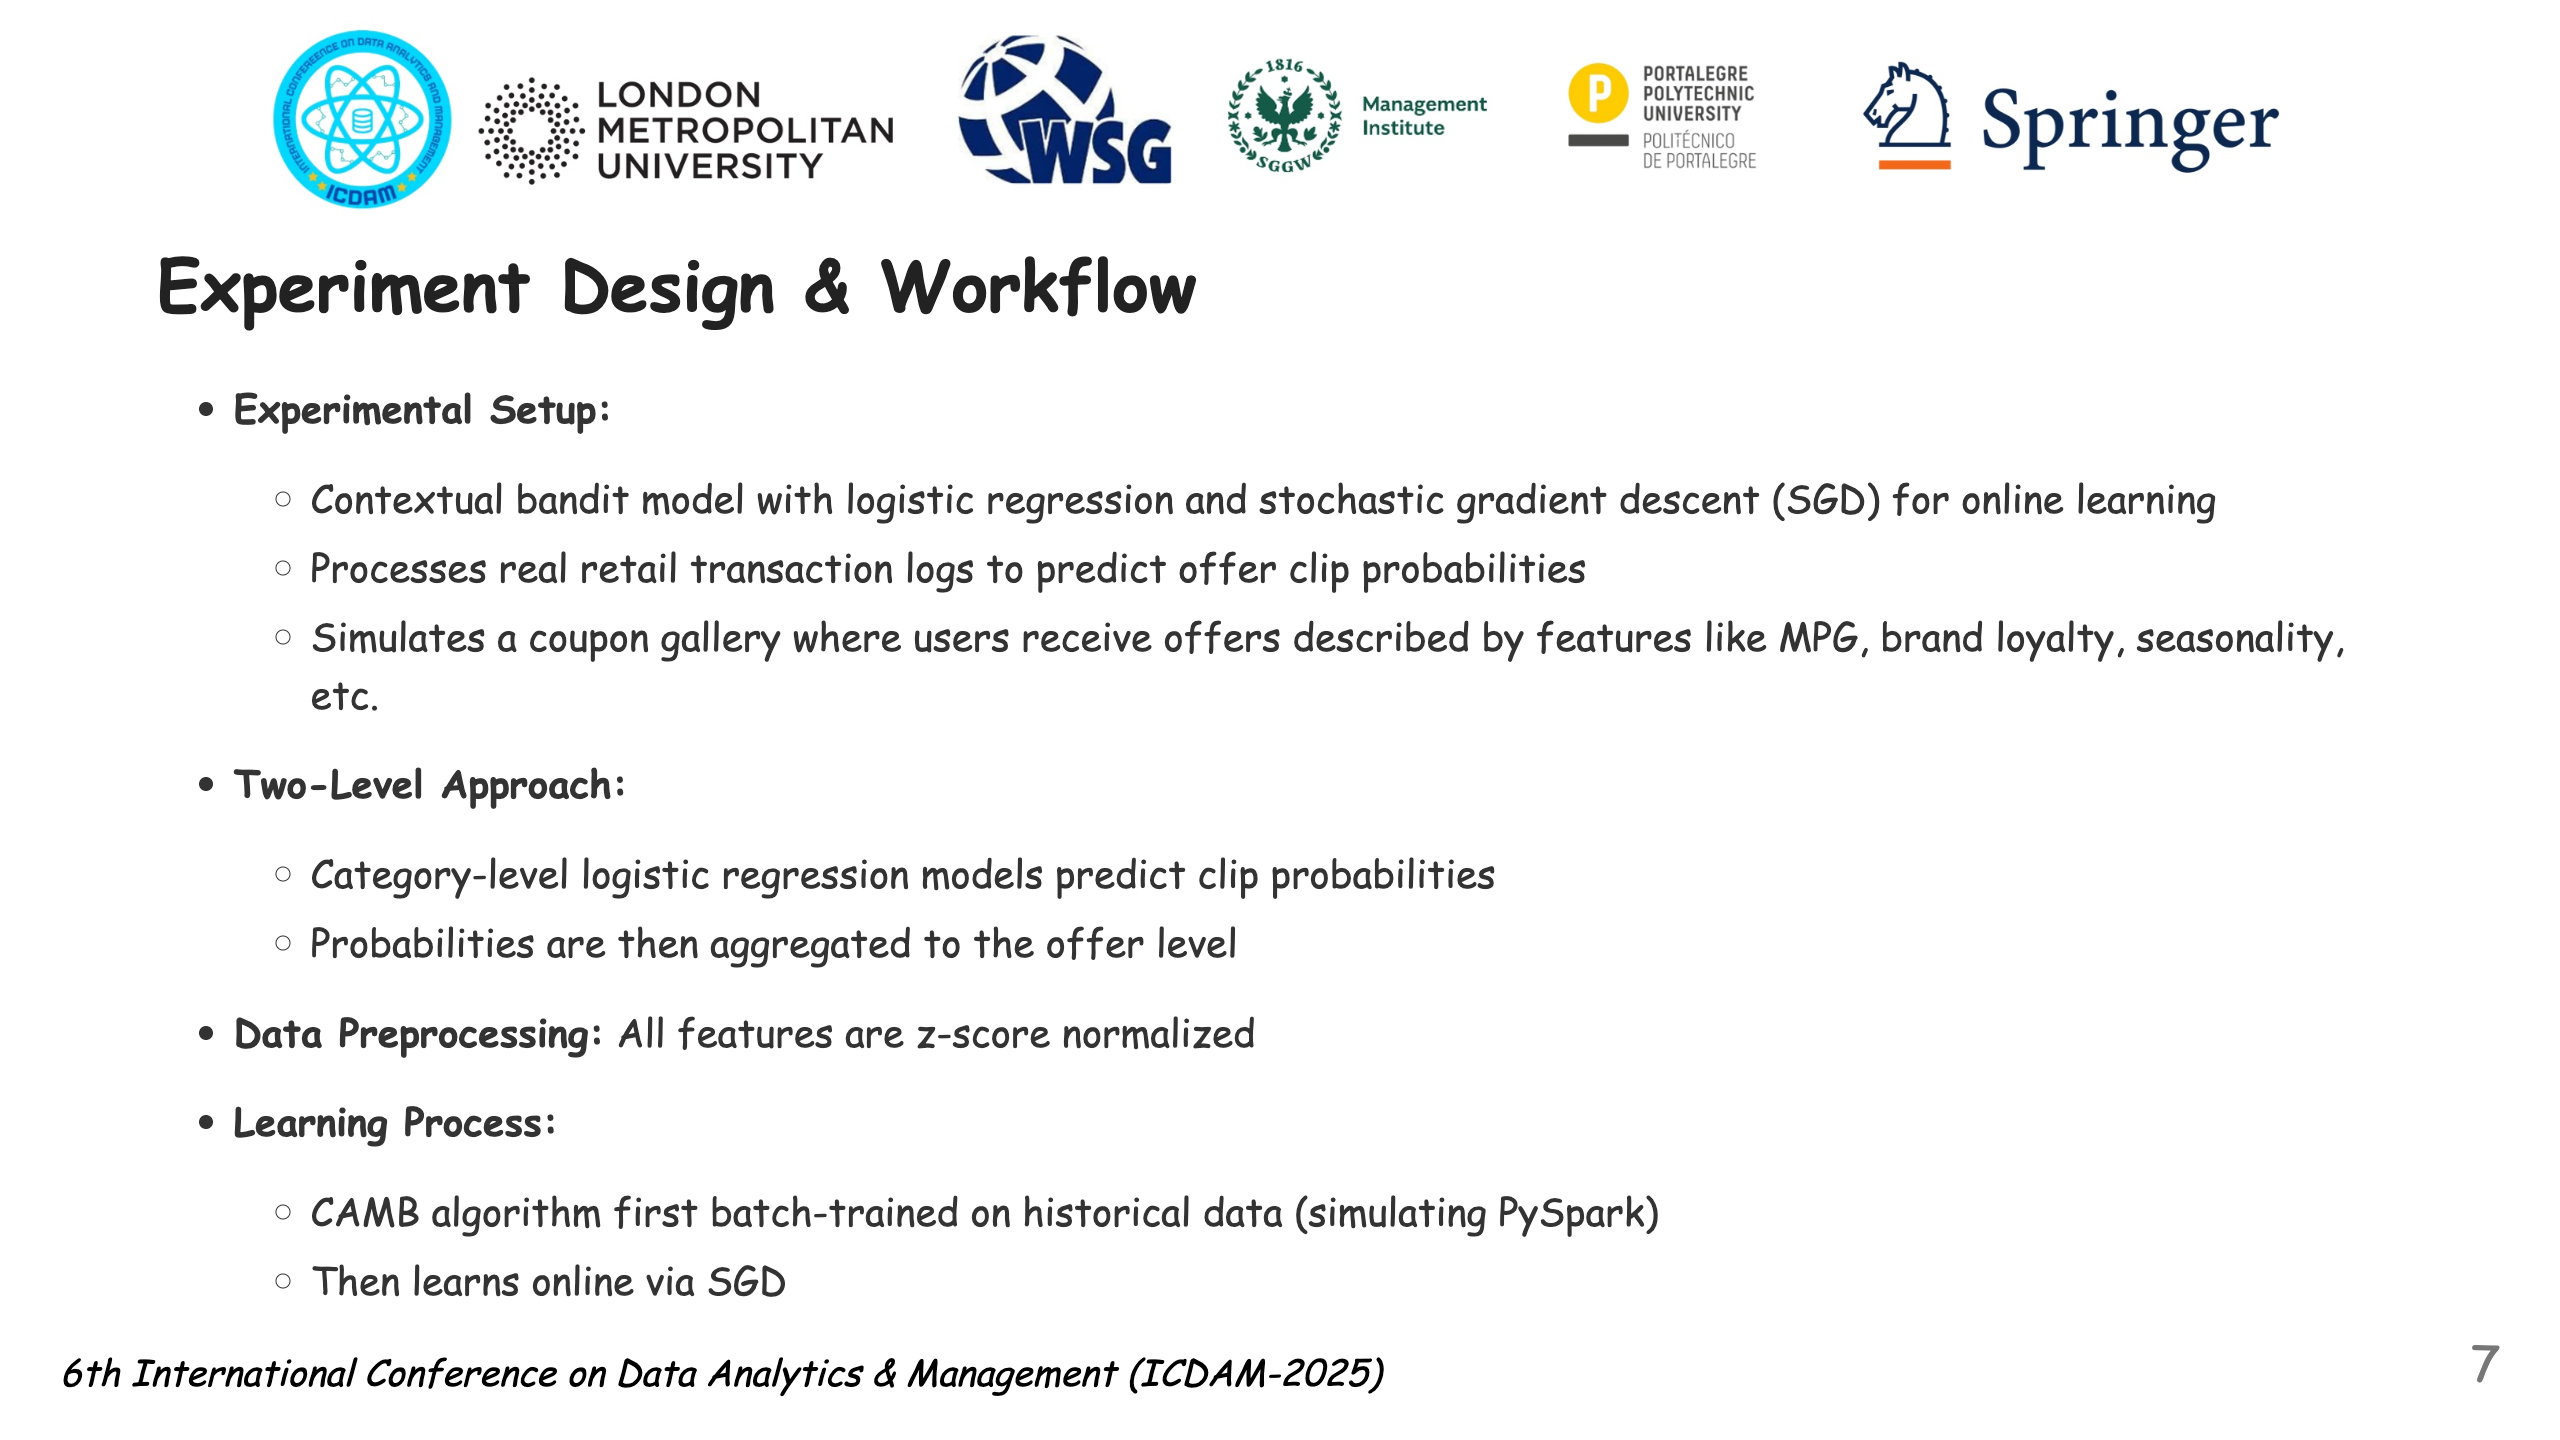 INTERNATIONAL CONFEREENCE ON DATA ANALYTICS AND MANAGEMENT
ICDAM
LONDON
METROPOLITAN
UNIVERSITY
WSG
1816
SGGW
Management
Institute
P
PORTALEGRE
POLYTECHNIC
UNIVERSITY
POLITÉCNICO
DE PORTALEGRE
Springer
Experiment Design & Workflow
• Experimental Setup:
○ Contextual bandit model with logistic regression and stochastic gradient descent (SGD) for online learning
○ Processes real retail transaction logs to predict offer clip probabilities
○ Simulates a coupon gallery where users receive offers described by features like MPG, brand loyalty, seasonality,
etc.
• Two-Level Approach:
○ Category-level logistic regression models predict clip probabilities
○ Probabilities are then aggregated to the offer level
• Data Preprocessing: All features are z-score normalized
• Learning Process:
○ CAMB algorithm first batch-trained on historical data (simulating PySpark)
○ Then learns online via SGD
6th International Conference on Data Analytics & Management (ICDAM-2025)
7